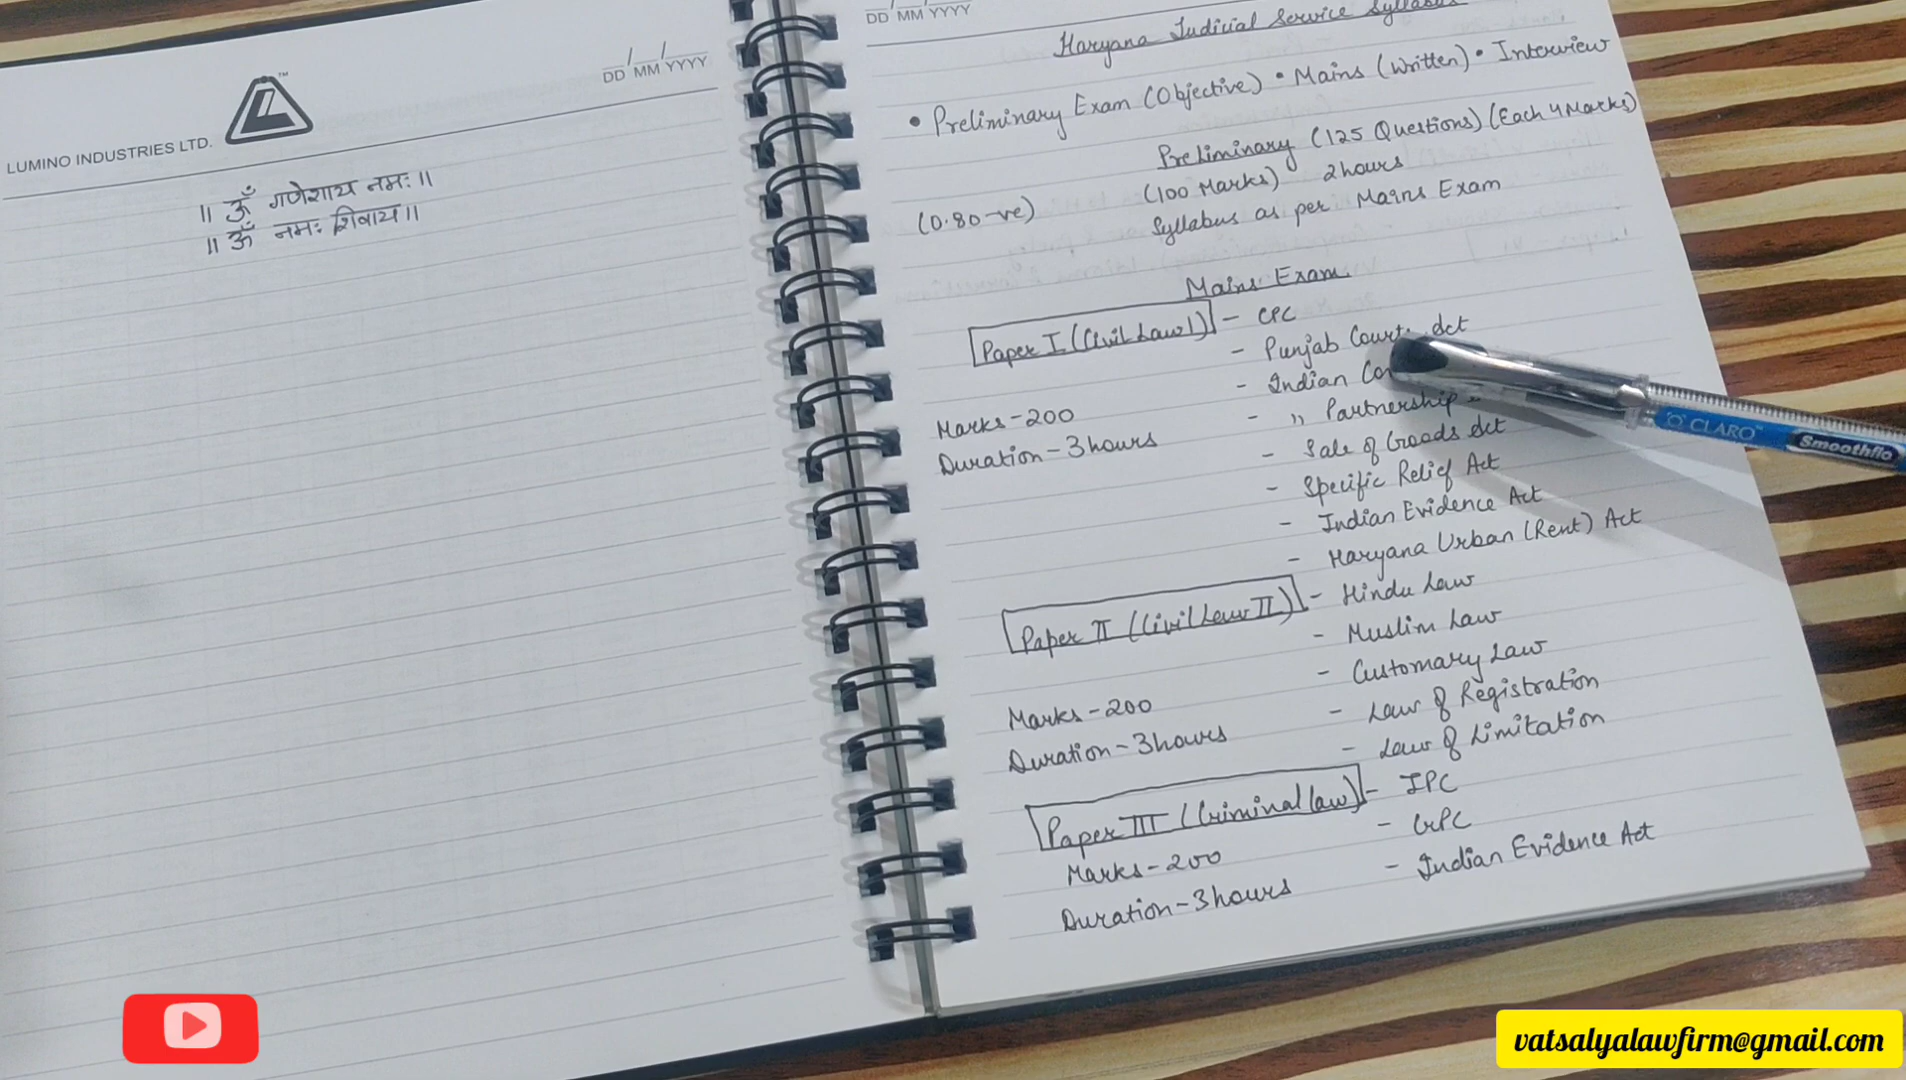 LUMINO INDUSTRIES LTD.
DD/MM/YYYY
|| ॐ गणेशाय नमः ||
|| ॐ नमः शिवाय ||
DD/MM/YYYY
Haryana Judicial Service Syllabus
• Preliminary Exam (Objective) • Mains (Written) • Interview
Preliminary (125 Questions) (Each 4 Marks)
(100 Marks) 2 hours
(0.80 -ve)
Syllabus as per Mains Exam
Mains Exam
Paper I (Civil Law I) - CPC
- Punjab Courts Act
- Indian
Marks - 200
- " Partnership
Duration - 3 hours
- Sale of Goods Act
- Specific Relief Act
- Indian Evidence Act
- Haryana Urban (Rent) Act
Paper II (Civil Law II) - Hindu Law
- Muslim Law
- Customary Law
Marks - 200
- Law of Registration
Duration - 3 hours
- Law of Limitation
Paper III (Criminal Law) - IPC
- CrPC
Marks - 200
- Indian Evidence Act
Duration - 3 hours
O' CLARO
Smoothflo
vatsalyalawfirm@gmail.com